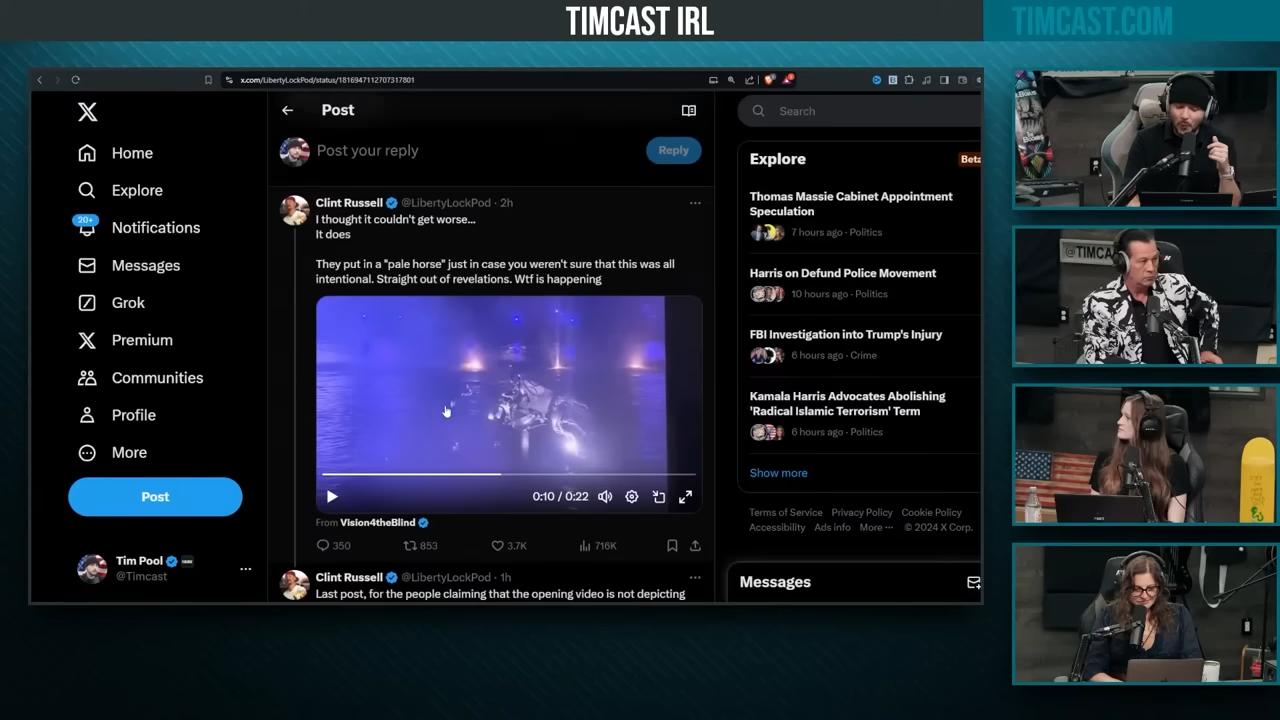 TIMCAST IRL
TIMCAST.COM
x.com/LibertyLockPod/status/1816947112707317801
Home
Explore
20+
Notifications
Messages
Grok
Premium
Communities
Profile
More
Post
Tim Pool
@Timcast
Post
Post your reply
Reply
Clint Russell @LibertyLockPod · 2h
I thought it couldn't get worse...
It does
They put in a "pale horse" just in case you weren't sure that this was all
intentional. Straight out of revelations. Wtf is happening
0:10 / 0:22
From Vision4theBlind
350 853 3.7K 716K
Clint Russell @LibertyLockPod · 1h
Last post, for the people claiming that the opening video is not depicting
Search
Explore
Beta
Thomas Massie Cabinet Appointment
Speculation
7 hours ago · Politics
Harris on Defund Police Movement
10 hours ago · Politics
FBI Investigation into Trump's Injury
6 hours ago · Crime
Kamala Harris Advocates Abolishing
'Radical Islamic Terrorism' Term
6 hours ago · Politics
Show more
Terms of Service Privacy Policy Cookie Policy
Accessibility Ads info More ··· © 2024 X Corp.
Messages
@TIMCA